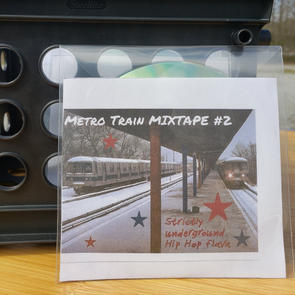 Metro Train MIXTAPE #2
Strictly
underground
Hip Hop flava